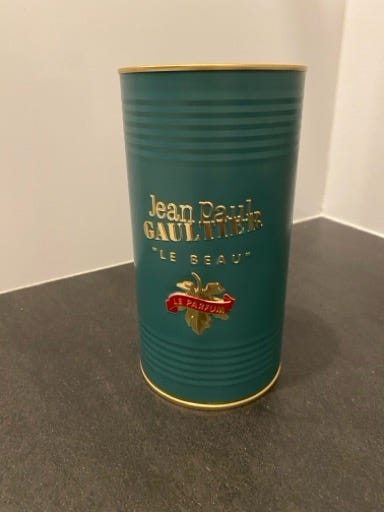 Jean Paul
GAULTIER
"LE BEAU"
LE PARFUM